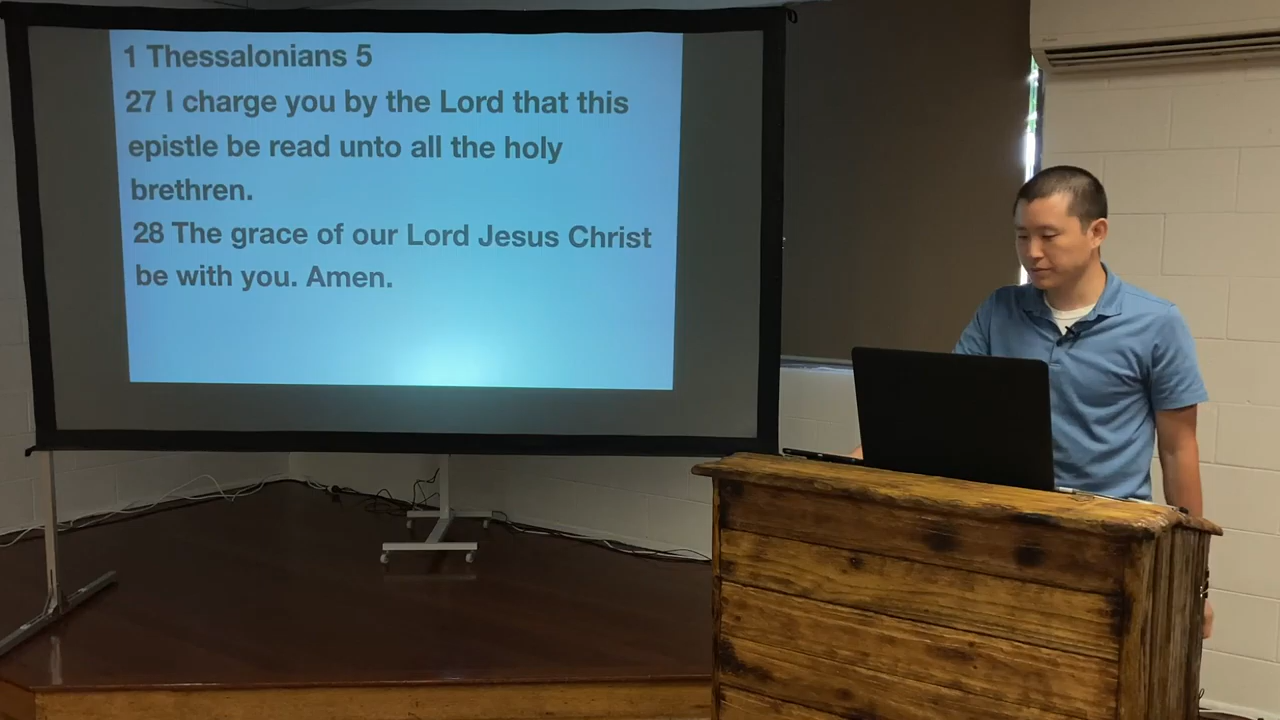 1 Thessalonians 5
27 I charge you by the Lord that this
epistle be read unto all the holy
brethren.
28 The grace of our Lord Jesus Christ
be with you. Amen.